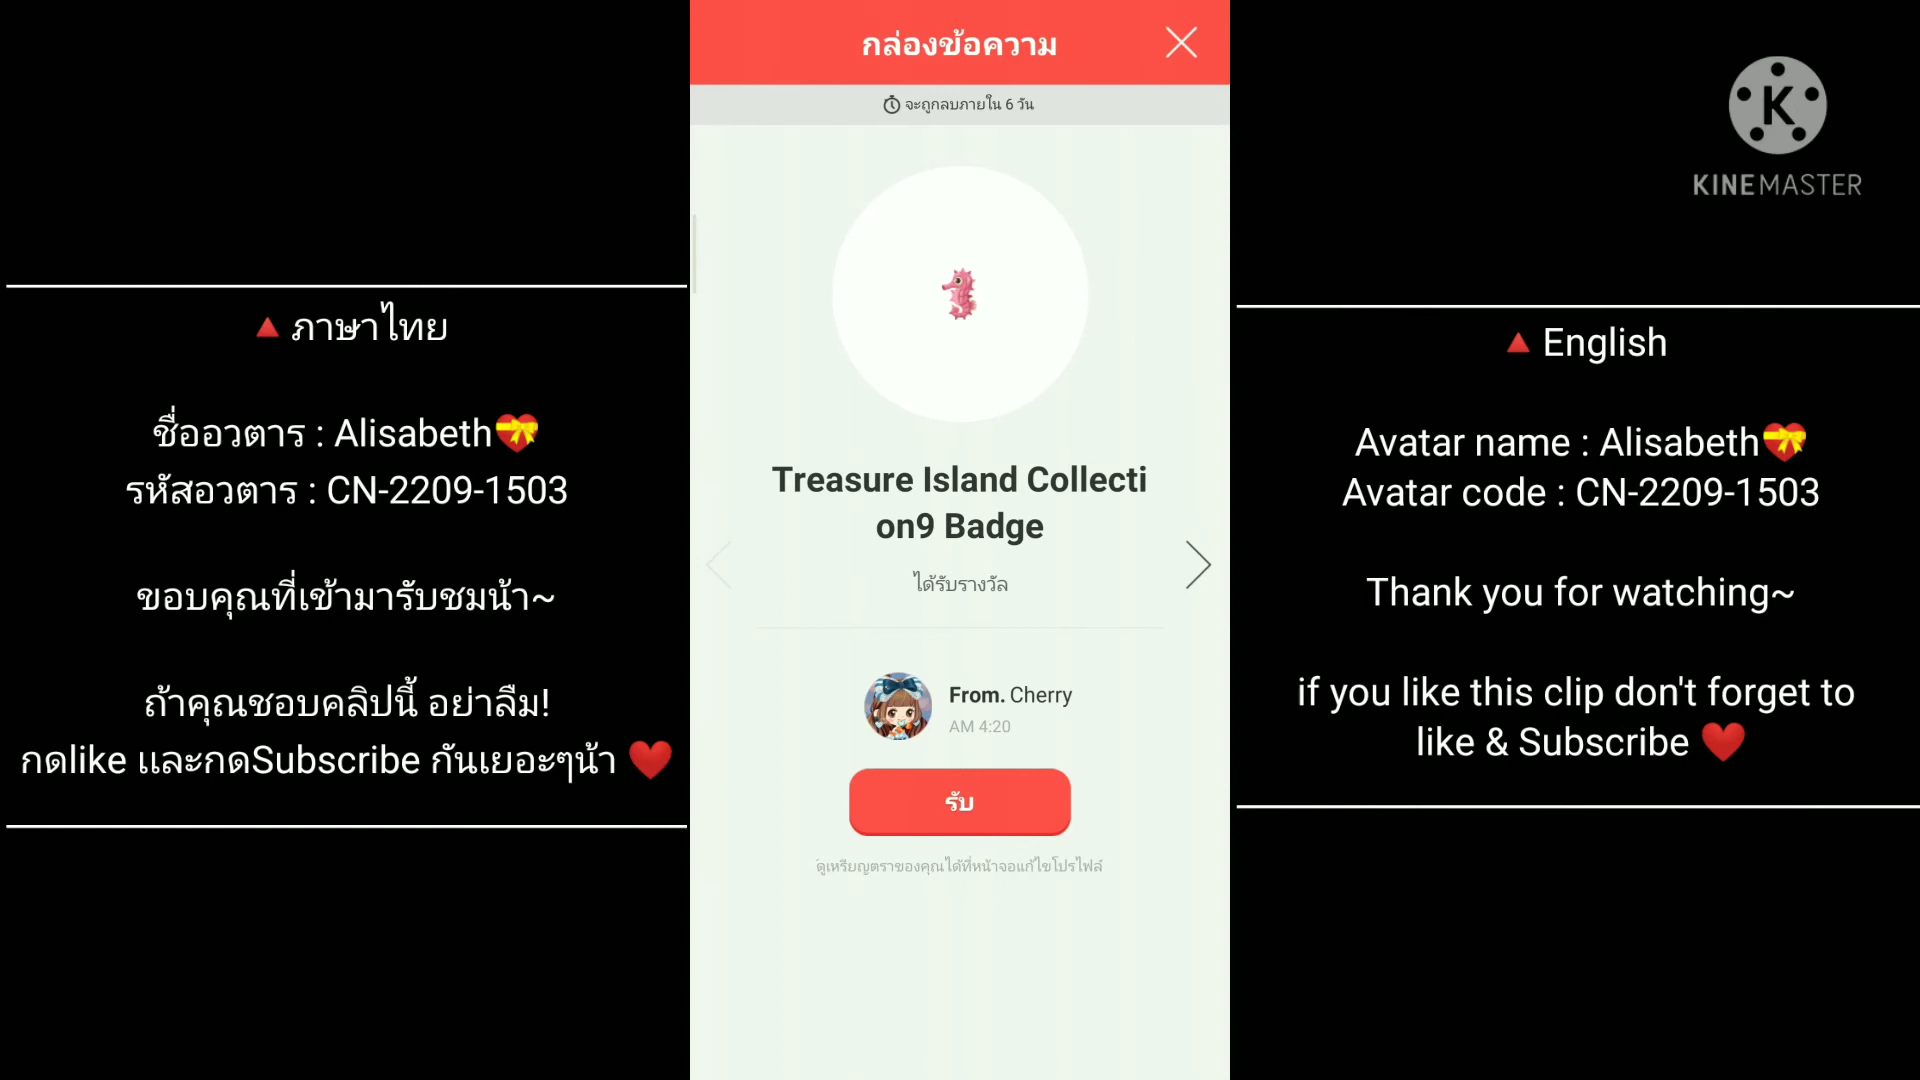 🔺ภาษาไทย
ชื่ออวตาร : Alisabeth💝
รหัสอวตาร : CN-2209-1503
ขอบคุณที่เข้ามารับชมน้า~
ถ้าคุณชอบคลิปนี้ อย่าลืม!
กดlike และกดSubscribe กันเยอะๆน้า ❤️
กล่องข้อความ
จะถูกลบภายใน 6 วัน
Treasure Island Collecti
on9 Badge
ได้รับรางวัล
From. Cherry
AM 4:20
รับ
ดูเหรียญตราของคุณได้ที่หน้าจอแก้ไขโปรไฟล์
K
KINEMASTER
🔺English
Avatar name : Alisabeth💝
Avatar code : CN-2209-1503
Thank you for watching~
if you like this clip don't forget to
like & Subscribe ❤️